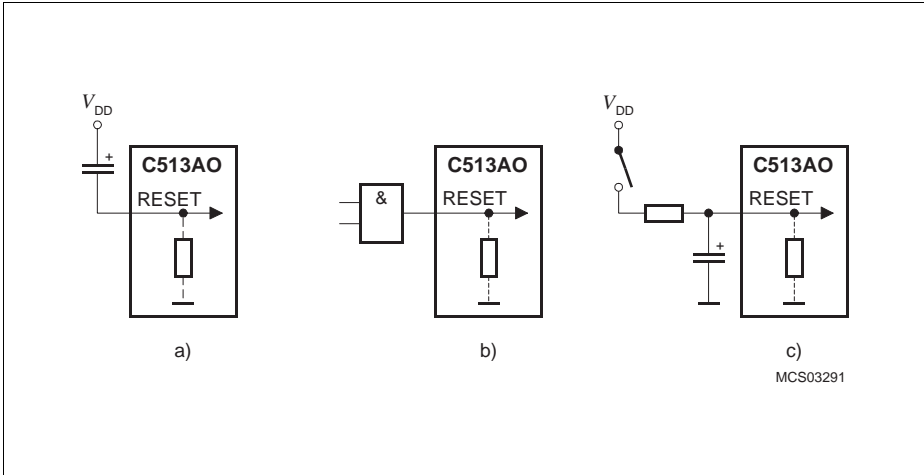 V_DD
+
C513AO
RESET
a)
&
C513AO
RESET
b)
V_DD
+
C513AO
RESET
c)
MCS03291